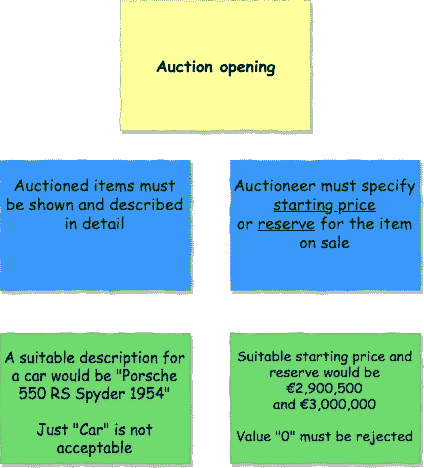 Auction opening
Auctioned items must
be shown and described
in detail
Auctioneer must specify
starting price
or reserve for the item
on sale
A suitable description for
a car would be "Porsche
550 RS Spyder 1954"
Just "Car" is not
acceptable
Suitable starting price and
reserve would be
€2,900,500
and €3,000,000
Value "0" must be rejected